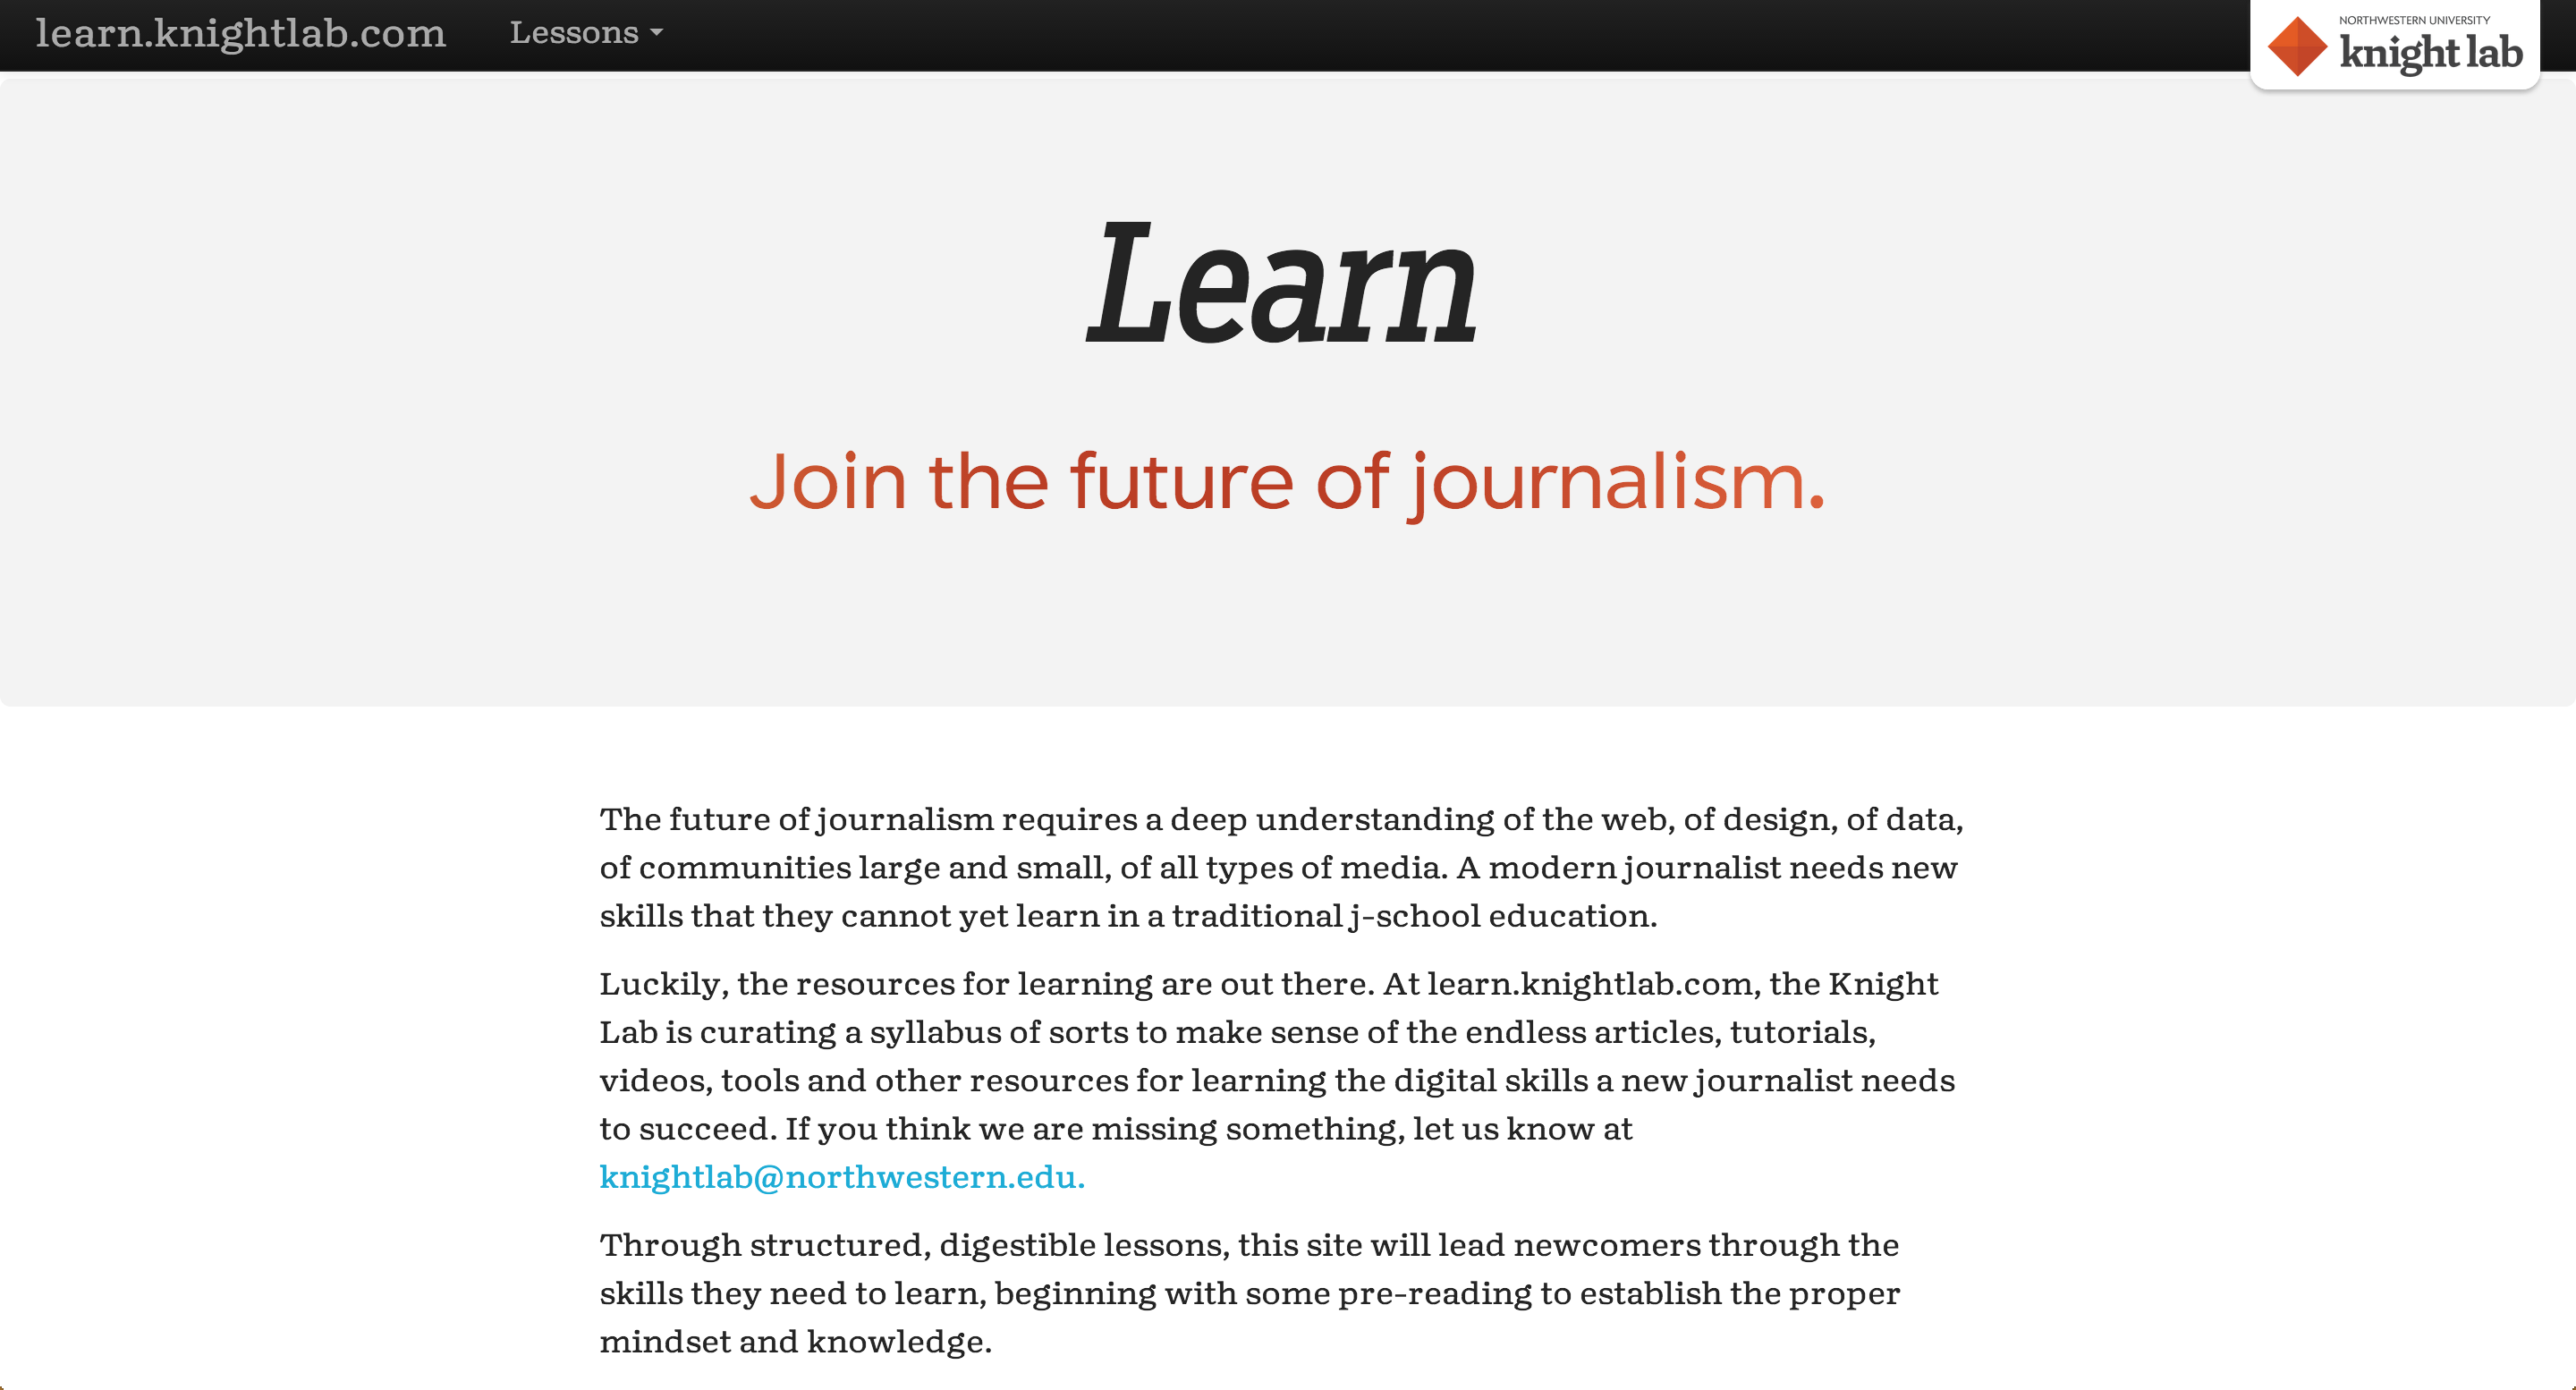 learn.knightlab.com Lessons
NORTHWESTERN UNIVERSITY
knight lab
Learn
Join the future of journalism.
The future of journalism requires a deep understanding of the web, of design, of data,
of communities large and small, of all types of media. A modern journalist needs new
skills that they cannot yet learn in a traditional j-school education.
Luckily, the resources for learning are out there. At learn.knightlab.com, the Knight
Lab is curating a syllabus of sorts to make sense of the endless articles, tutorials,
videos, tools and other resources for learning the digital skills a new journalist needs
to succeed. If you think we are missing something, let us know at
knightlab@northwestern.edu.
Through structured, digestible lessons, this site will lead newcomers through the
skills they need to learn, beginning with some pre-reading to establish the proper
mindset and knowledge.